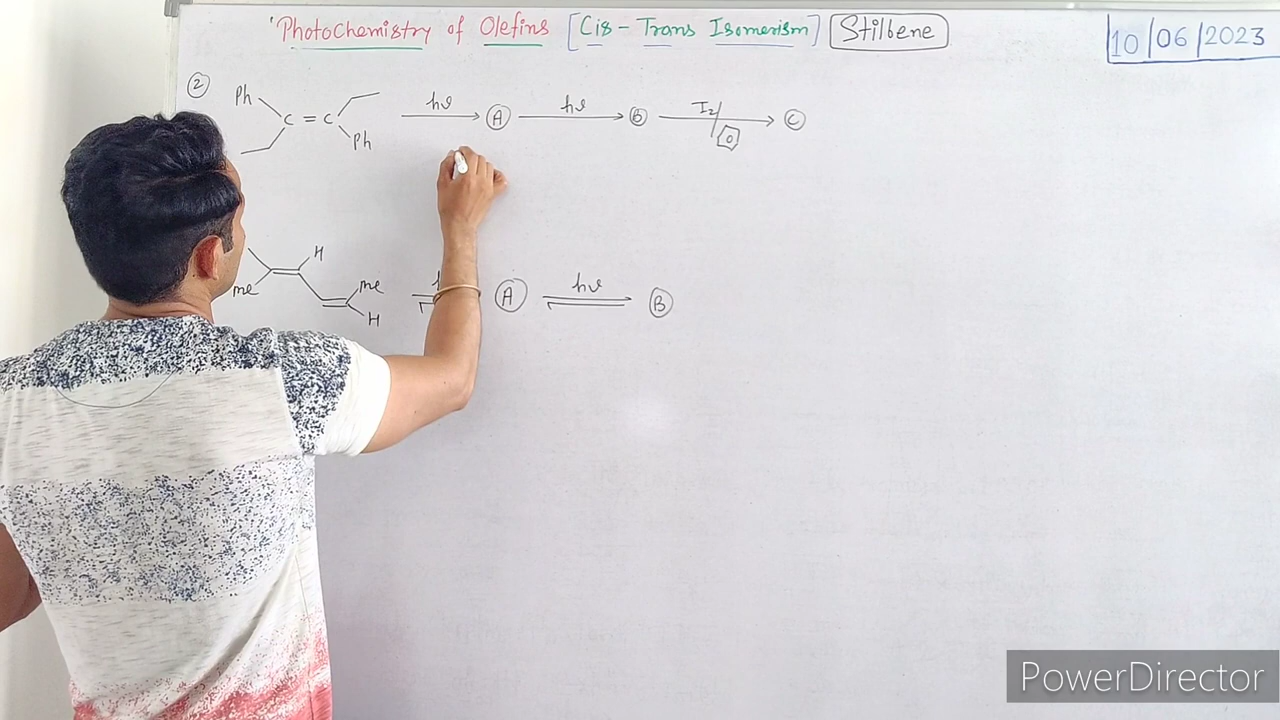 PhotoChemistry of Olefins [Cis - Trans Isomerism] Stilbene
10/06/2023
②
Ph C = C Ph hν A hν B I2/ C
me H me H A hν B
PowerDirector